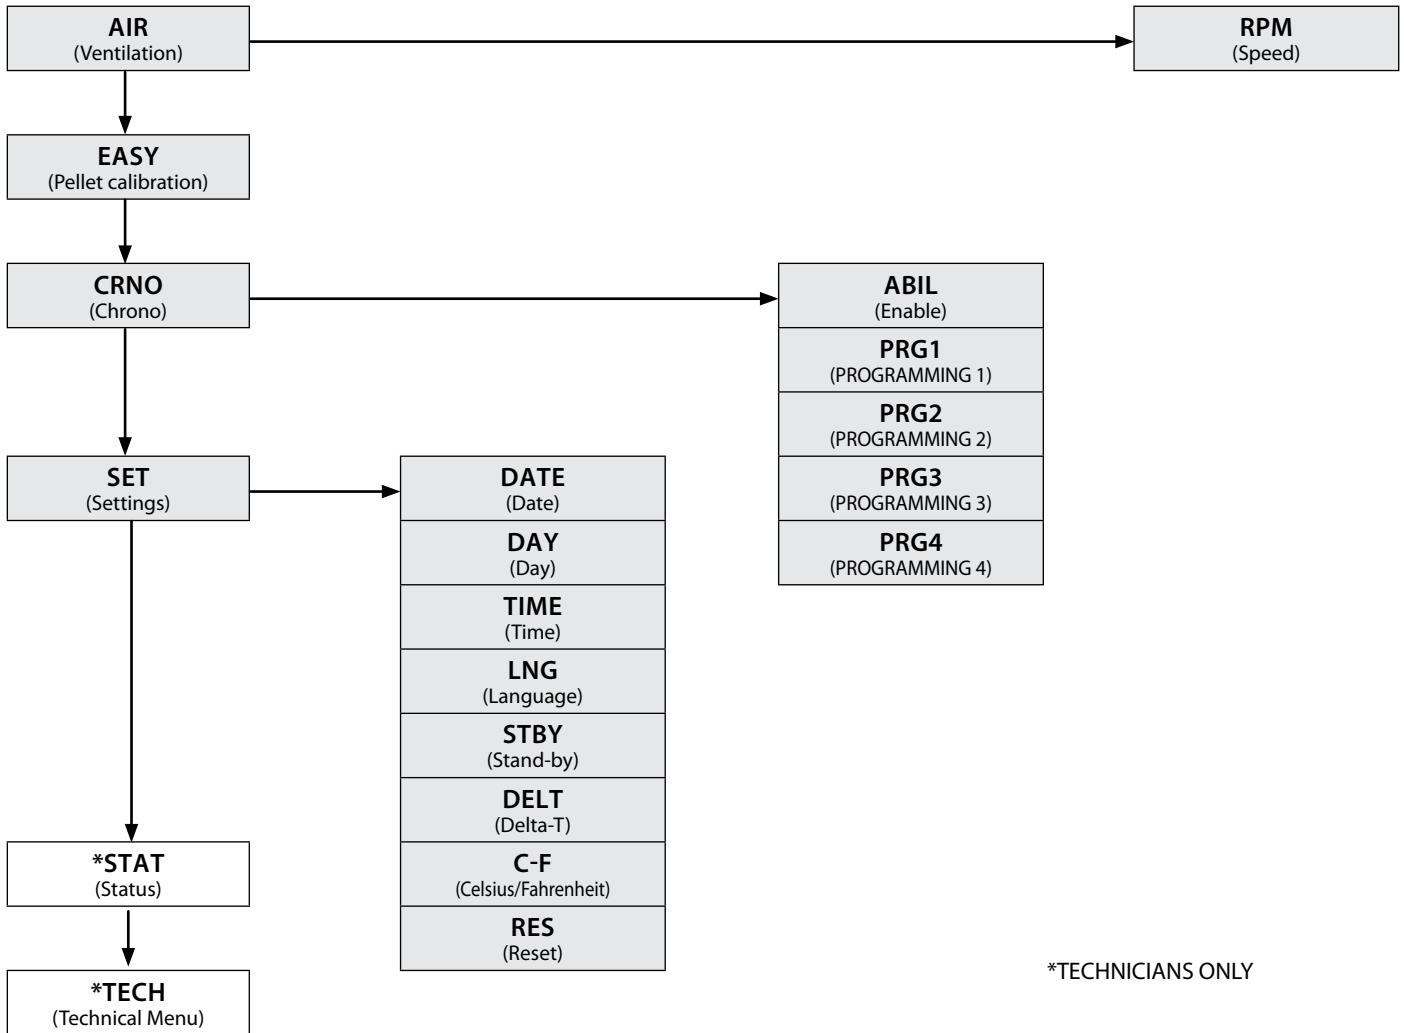 AIR
(Ventilation)
RPM
(Speed)
EASY
(Pellet calibration)
CRNO
(Chrono)
ABIL
(Enable)
PRG1
(PROGRAMMING 1)
PRG2
(PROGRAMMING 2)
PRG3
(PROGRAMMING 3)
PRG4
(PROGRAMMING 4)
SET
(Settings)
DATE
(Date)
DAY
(Day)
TIME
(Time)
LNG
(Language)
STBY
(Stand-by)
DELT
(Delta-T)
C-F
(Celsius/Fahrenheit)
RES
(Reset)
*STAT
(Status)
*TECH
(Technical Menu)
*TECHNICIANS ONLY